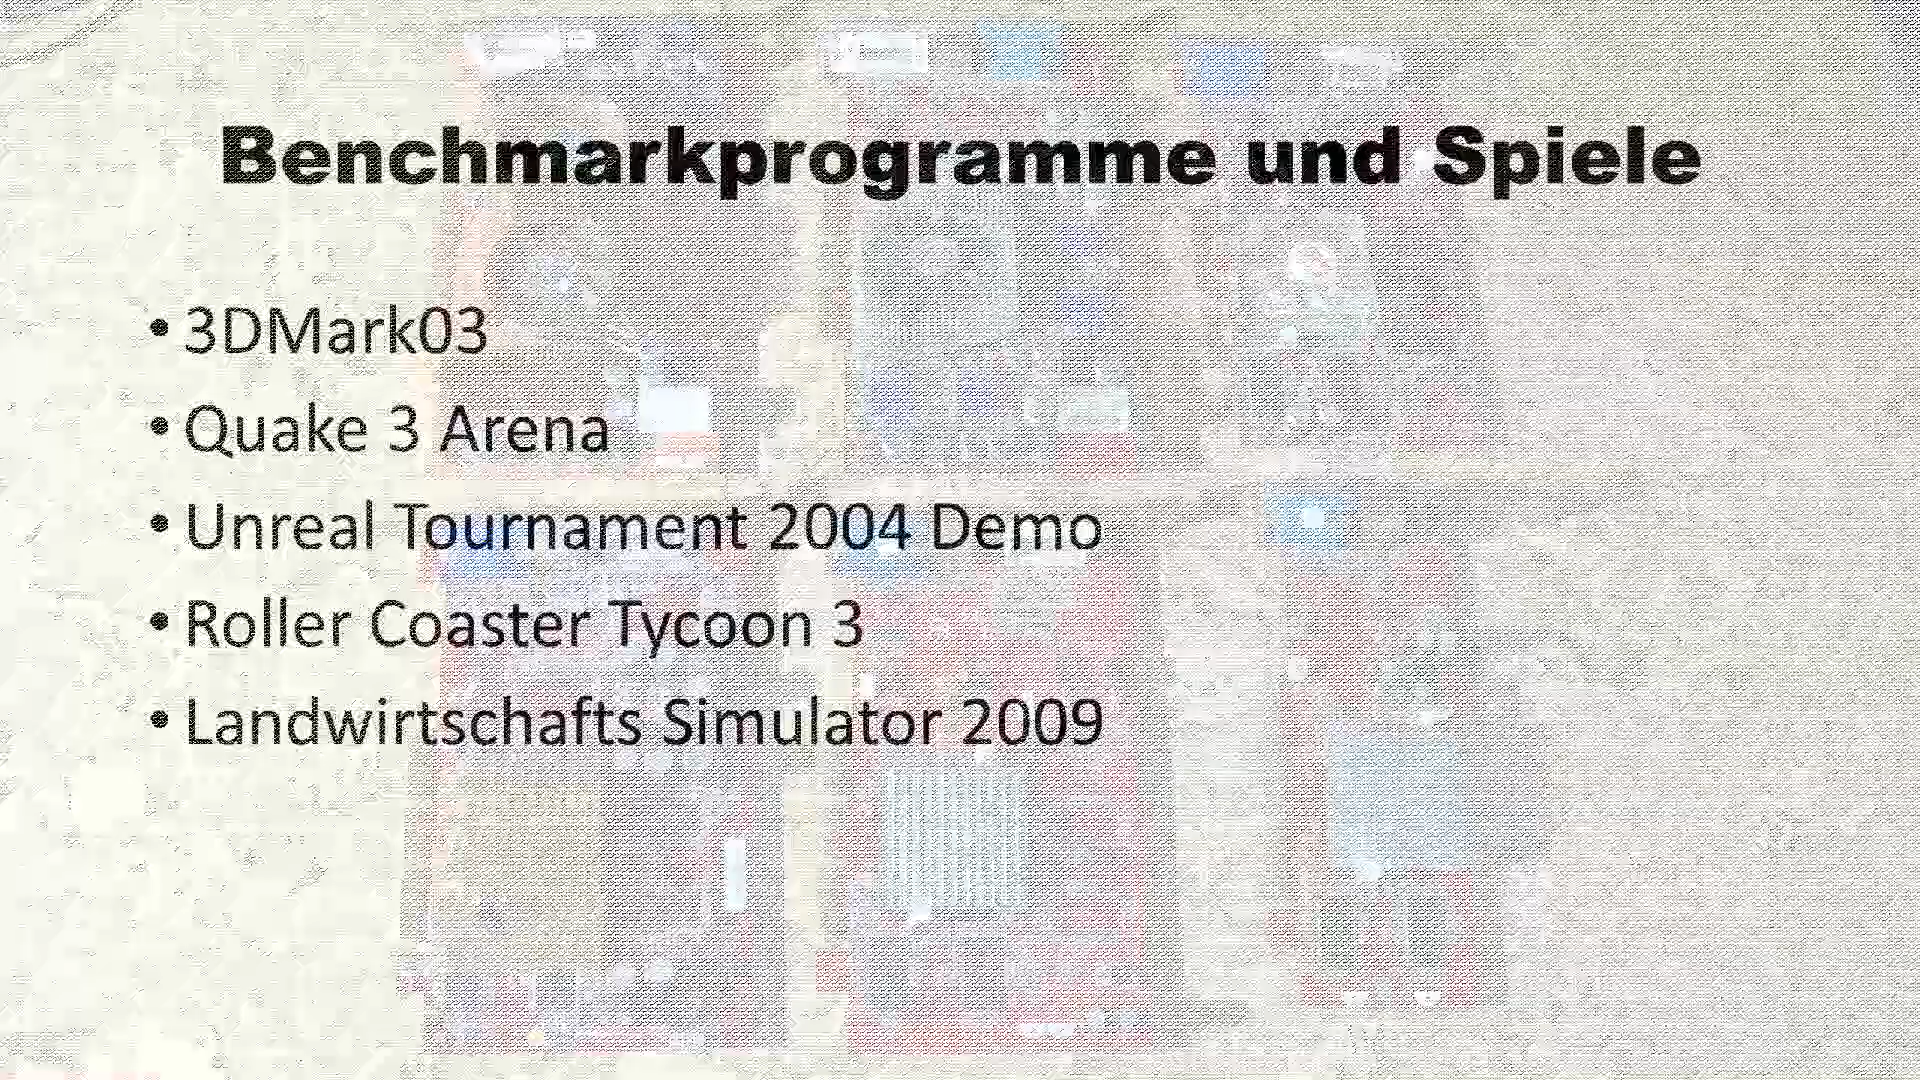 Benchmarkprogramme und Spiele
• 3DMark03
• Quake 3 Arena
• Unreal Tournament 2004 Demo
• Roller Coaster Tycoon 3
• Landwirtschafts Simulator 2009